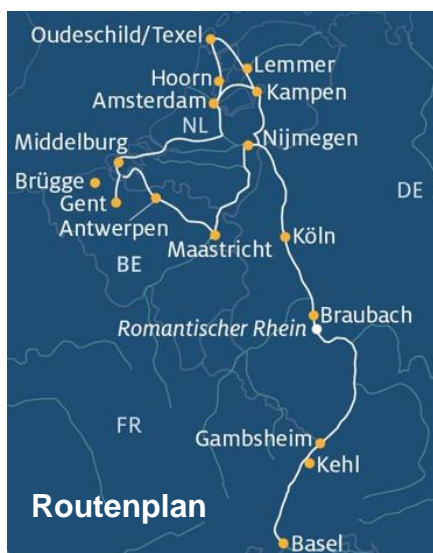 Oudeschild/Texel
Lemmer
Hoorn
Kampen
Amsterdam
NL
Nijmegen
Middelburg
Brügge
DE
Gent
Antwerpen
Köln
Maastricht
BE
Braubach
Romantischer Rhein
FR
Gambsheim
Kehl
Routenplan
Basel